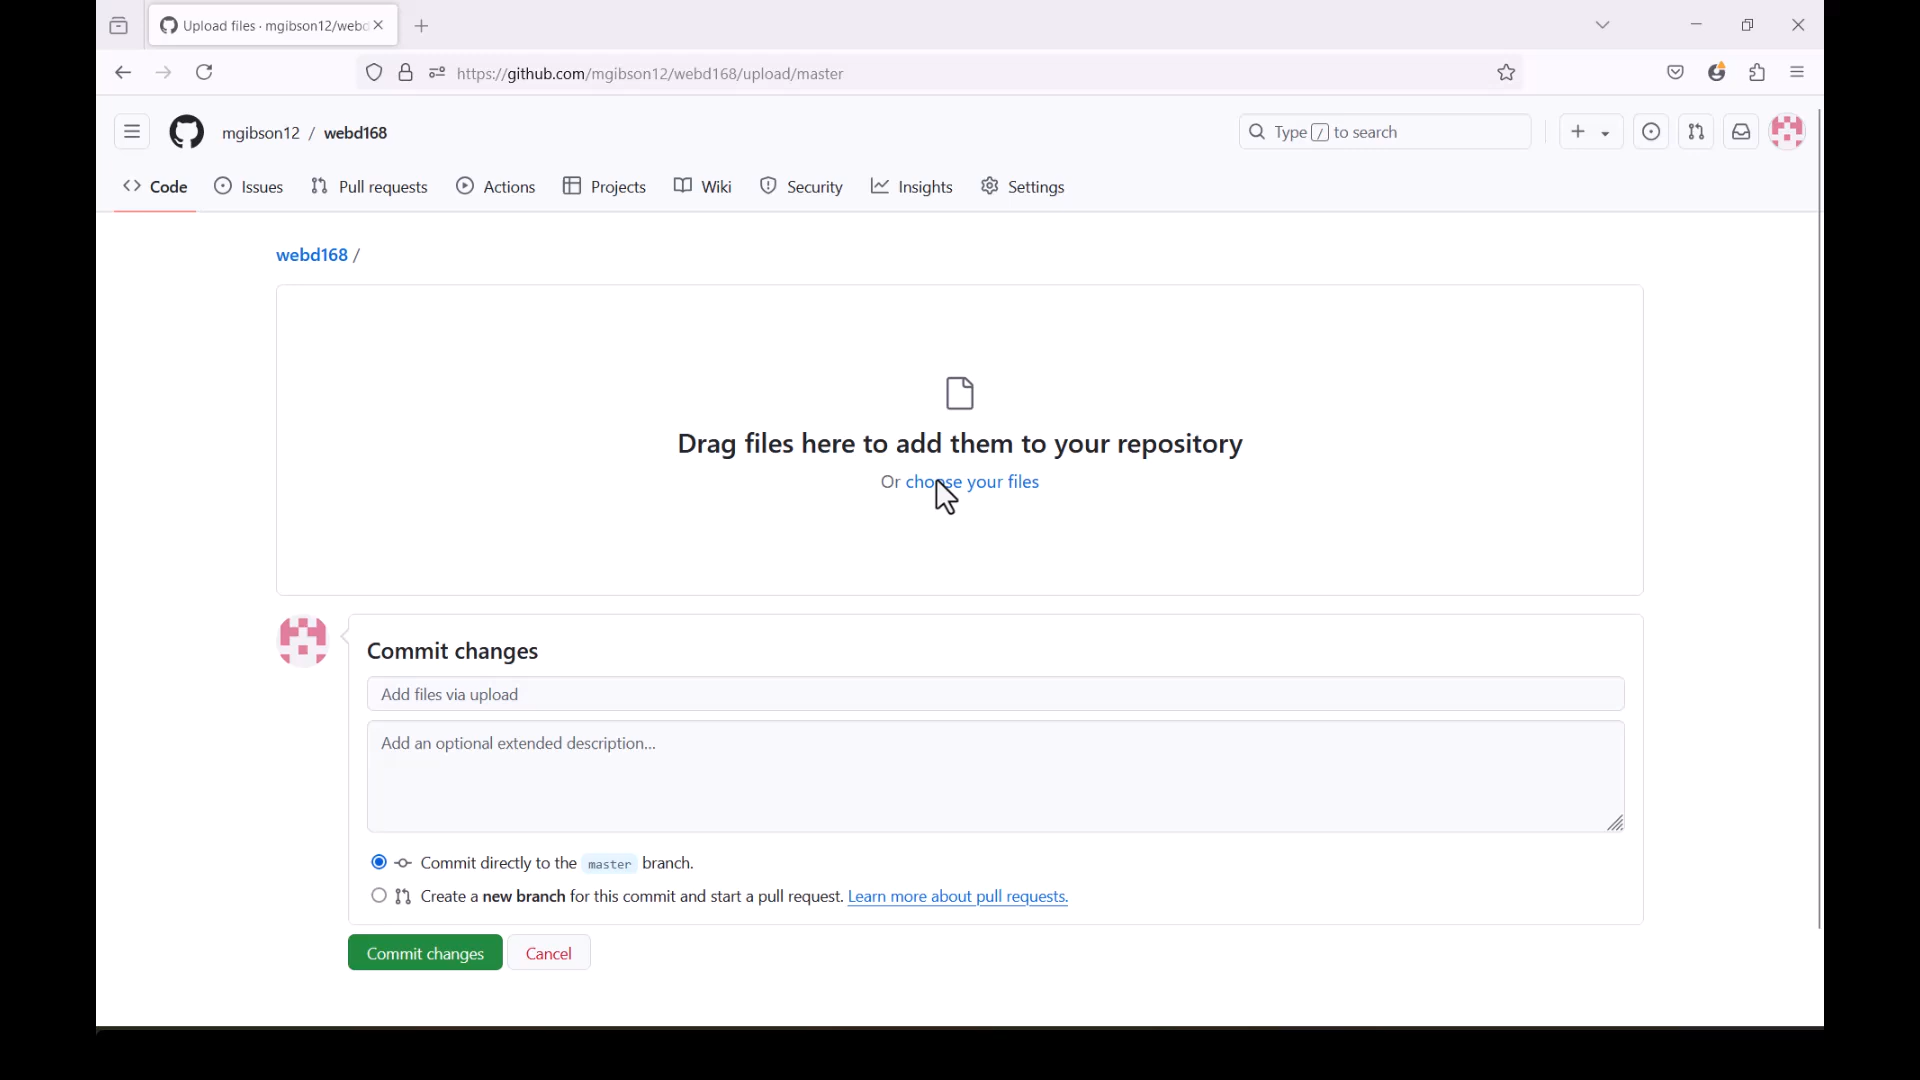 Upload files · mgibson12/webd
https://github.com/mgibson12/webd168/upload/master
mgibson12 / webd168
Type / to search
Code Issues Pull requests Actions Projects Wiki Security Insights Settings
webd168 /
Drag files here to add them to your repository
Or choose your files
Commit changes
Add files via upload
Add an optional extended description...
Commit directly to the master branch.
Create a new branch for this commit and start a pull request. Learn more about pull requests.
Commit changes Cancel